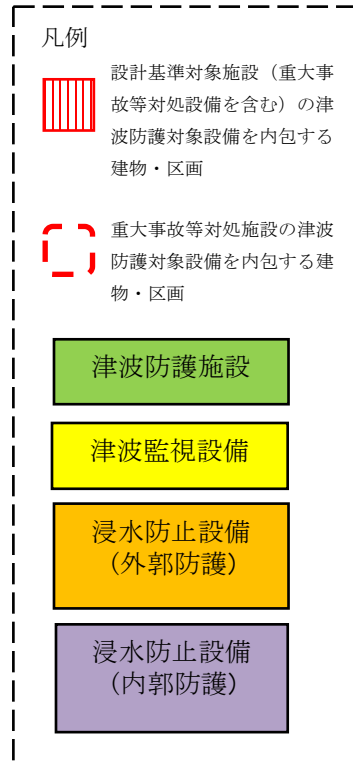 凡例
設計基準対象施設（重大事
故等対処設備を含む）の津
波防護対象設備を内包する
建物・区画
重大事故等対処施設の津波
防護対象設備を内包する建
物・区画
津波防護施設
津波監視設備
浸水防止設備
（外郭防護）
浸水防止設備
（内郭防護）